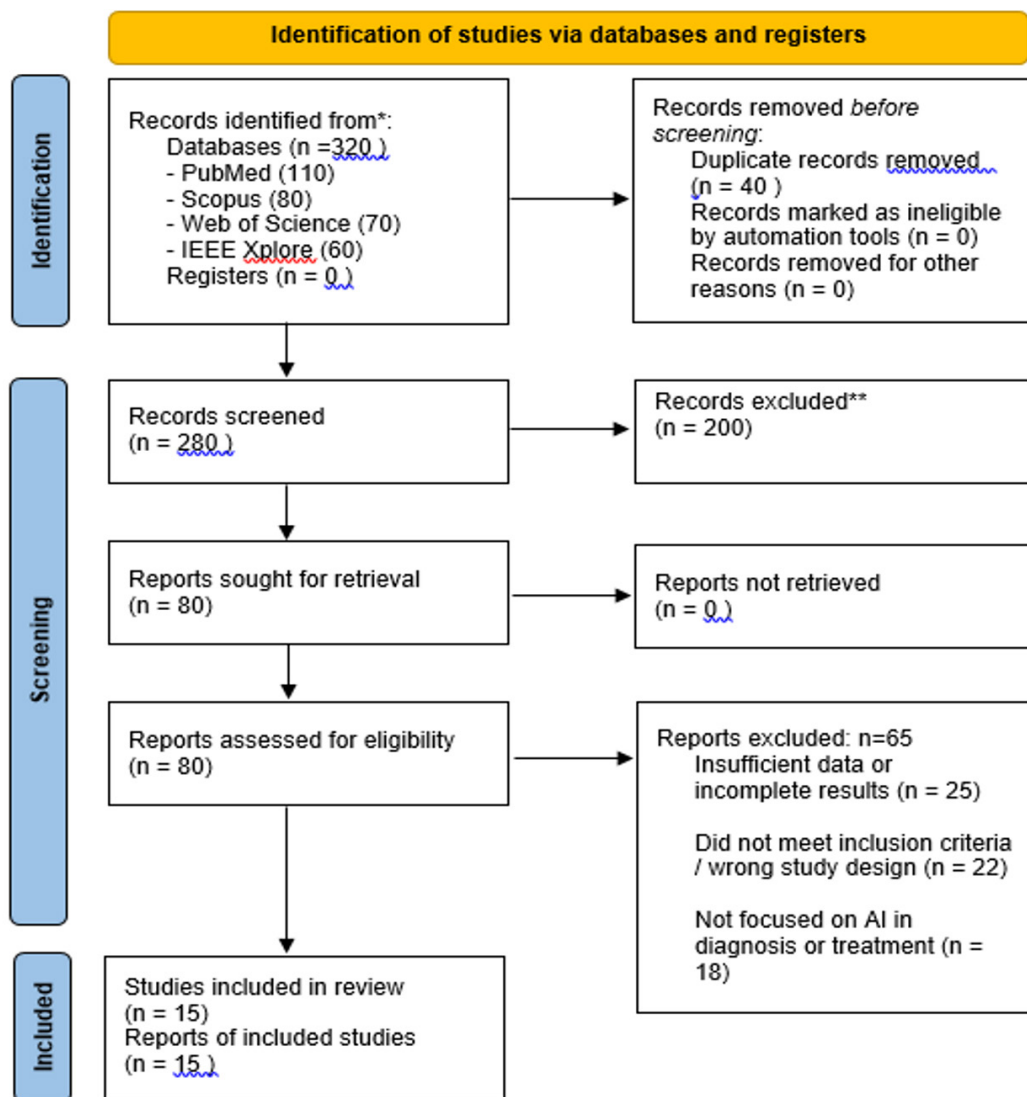 Identification of studies via databases and registers
Identification
Records identified from*:
Databases (n =320 )
- PubMed (110)
- Scopus (80)
- Web of Science (70)
- IEEE Xplore (60)
Registers (n = 0 )
Records removed before
screening:
Duplicate records removed
(n = 40 )
Records marked as ineligible
by automation tools (n = 0)
Records removed for other
reasons (n = 0)
Screening
Records screened
(n = 280 )
Records excluded**
(n = 200)
Reports sought for retrieval
(n = 80)
Reports not retrieved
(n = 0 )
Reports assessed for eligibility
(n = 80)
Reports excluded: n=65
Insufficient data or
incomplete results (n = 25)
Did not meet inclusion criteria
/ wrong study design (n = 22)
Not focused on AI in
diagnosis or treatment (n =
18)
Included
Studies included in review
(n = 15)
Reports of included studies
(n = 15 )